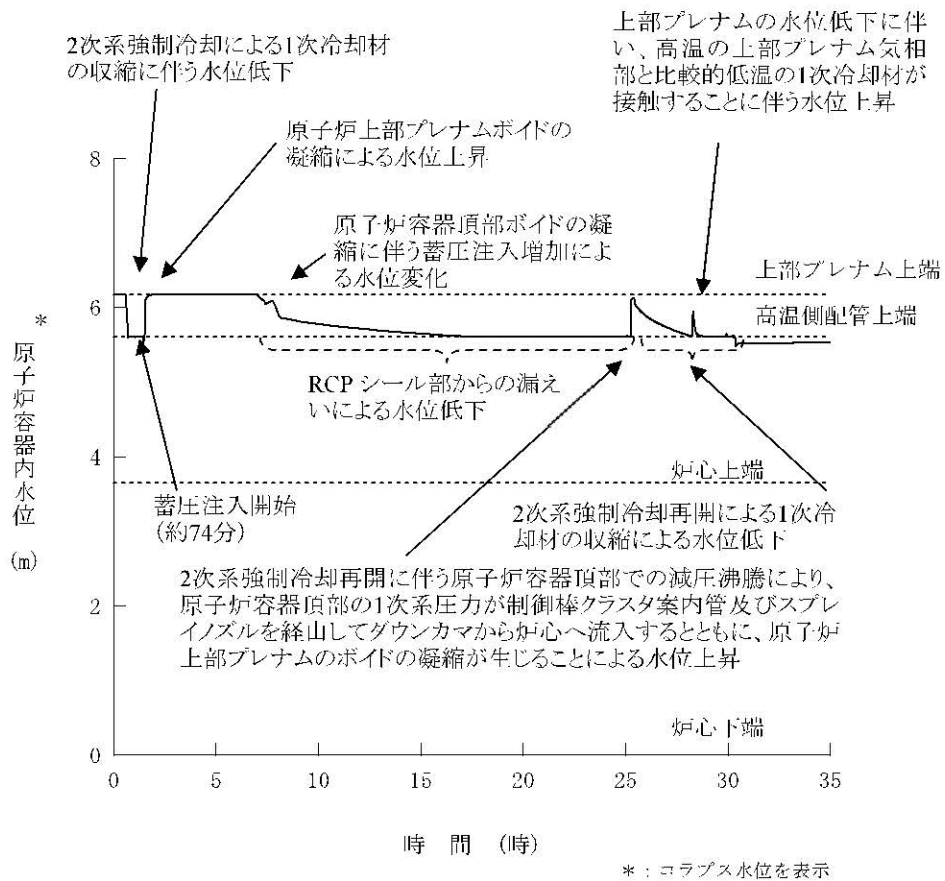 2次系強制冷却による1次冷却材
の収縮に伴う水位低下
上部プレナムの水位低下に伴
い、高温の上部プレナム気相
部と比較的低温の1次冷却材が
接触することに伴う水位上昇
原子炉上部プレナムボイドの
凝縮による水位上昇
原子炉容器頂部ボイドの凝
縮に伴う蓄圧注入増加によ
る水位変化
上部プレナム上端
高温側配管上端
RCP シール部からの漏え
いによる水位低下
炉心上端
蓄圧注入開始
(約74分)
2次系強制冷却再開による1次冷
却材の収縮による水位低下
2次系強制冷却再開に伴う原子炉容器頂部での減圧沸騰により、
原子炉容器頂部の1次系圧力が制御棒クラスタ案内管及びスプレ
イノズルを経由してダウンカマから炉心へ流入するとともに、原子炉
上部プレナムのボイドの凝縮が生じることによる水位上昇
炉心下端
原子炉容器内水位*
(m)
8
6
4
2
0
0 5 10 15 20 25 30 35
時 間 (時)
*:コラプス水位を表示